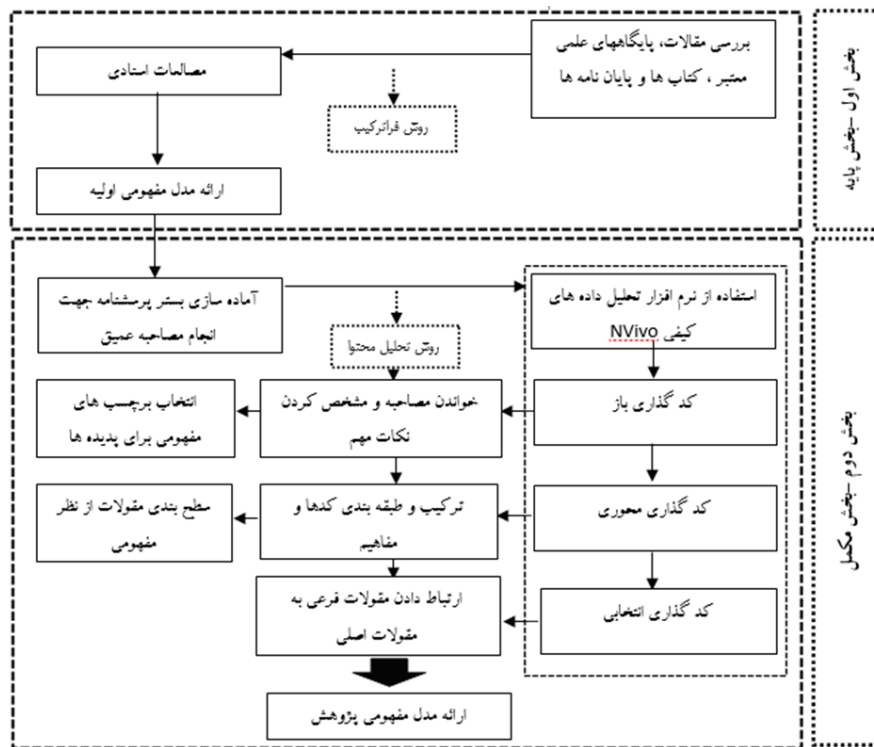 بخش اول –بخش پایه
بررسی مقالات، پایگاههای علمی
معتبر ، کتاب ها و پایان نامه ها
مصالعات اسنادی
روش فراترکیب
ارائه مدل مفهومی اولیه
بخش دوم –بخش مکمل
آماده سازی بستر پرسشنامه جهت
انجام مصاحبه عمیق
استفاده از نرم افزار تحلیل داده های
کیفی NVivo
روش تحلیل محتوا
کد گذاری باز
خواندن مصاحبه و مشخص کردن
نکات مهم
انتخاب برچسب های
مفهومی برای پدیده ها
کد گذاری محوری
ترکیب و طبقه بندی کدها و
مفاهیم
سطح بندی مقولات از نظر
مفهومی
کد گذاری انتخابی
ارتباط دادن مقولات فرعی به
مقولات اصلی
ارائه مدل مفهومی پژوهش